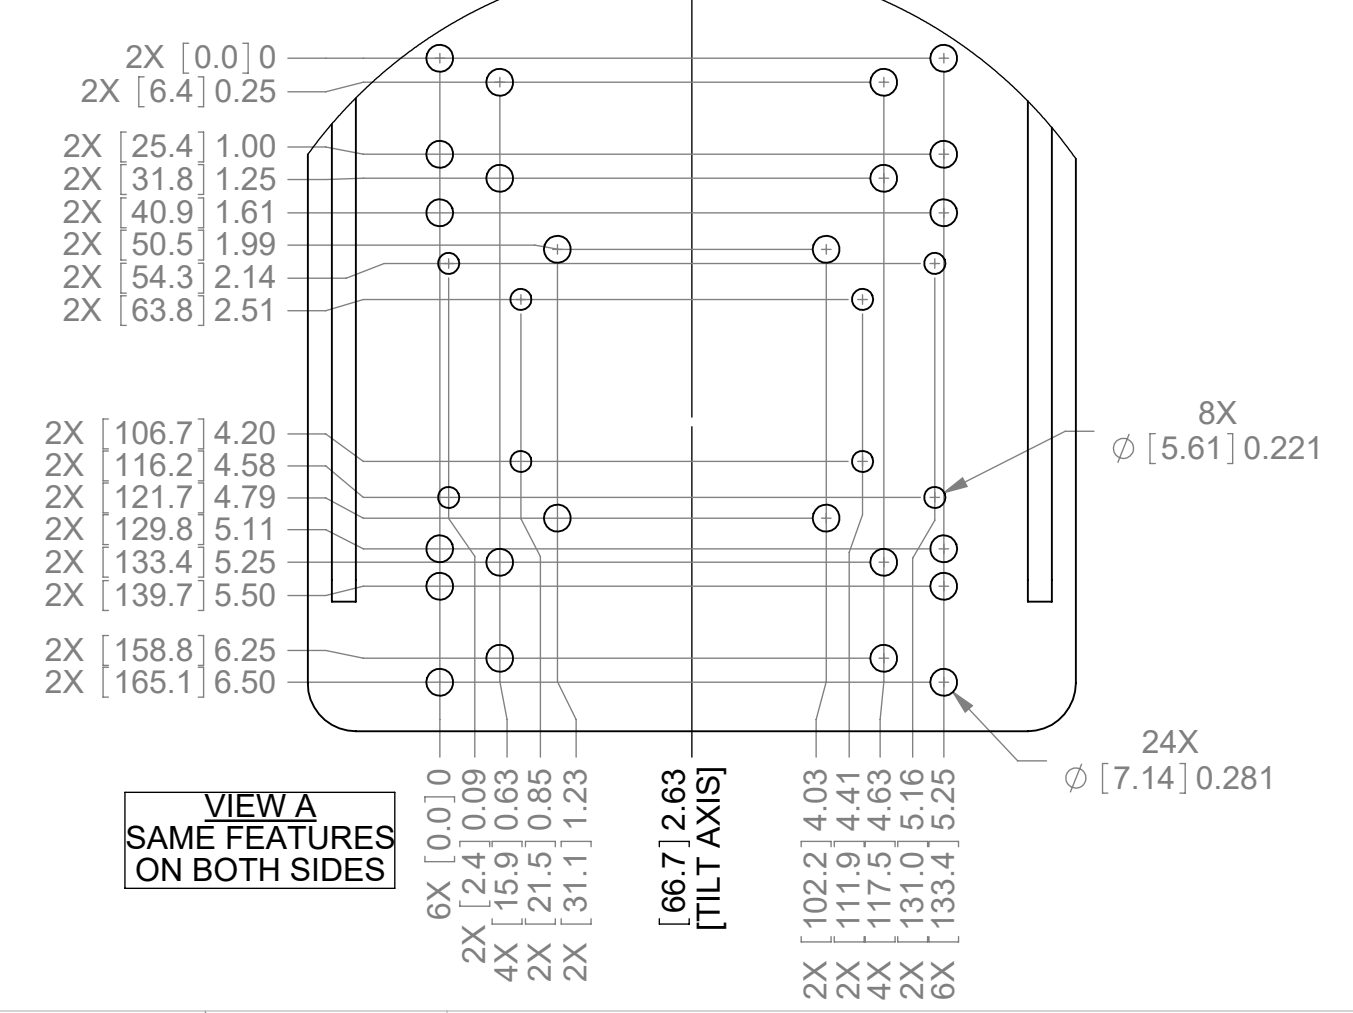 2X [0.0] 0
2X [6.4] 0.25
2X [25.4] 1.00
2X [31.8] 1.25
2X [40.9] 1.61
2X [50.5] 1.99
2X [54.3] 2.14
2X [63.8] 2.51
2X [106.7] 4.20
2X [116.2] 4.58
2X [121.7] 4.79
2X [129.8] 5.11
2X [133.4] 5.25
2X [139.7] 5.50
2X [158.8] 6.25
2X [165.1] 6.50
8X
∅ [5.61] 0.221
24X
∅ [7.14] 0.281
VIEW A
SAME FEATURES
ON BOTH SIDES
6X [0.0] 0
2X [2.4] 0.09
4X [15.9] 0.63
2X [21.5] 0.85
2X [31.1] 1.23
[66.7] 2.63
[TILT AXIS]
2X [102.2] 4.03
2X [111.9] 4.41
4X [117.5] 4.63
2X [131.0] 5.16
6X [133.4] 5.25